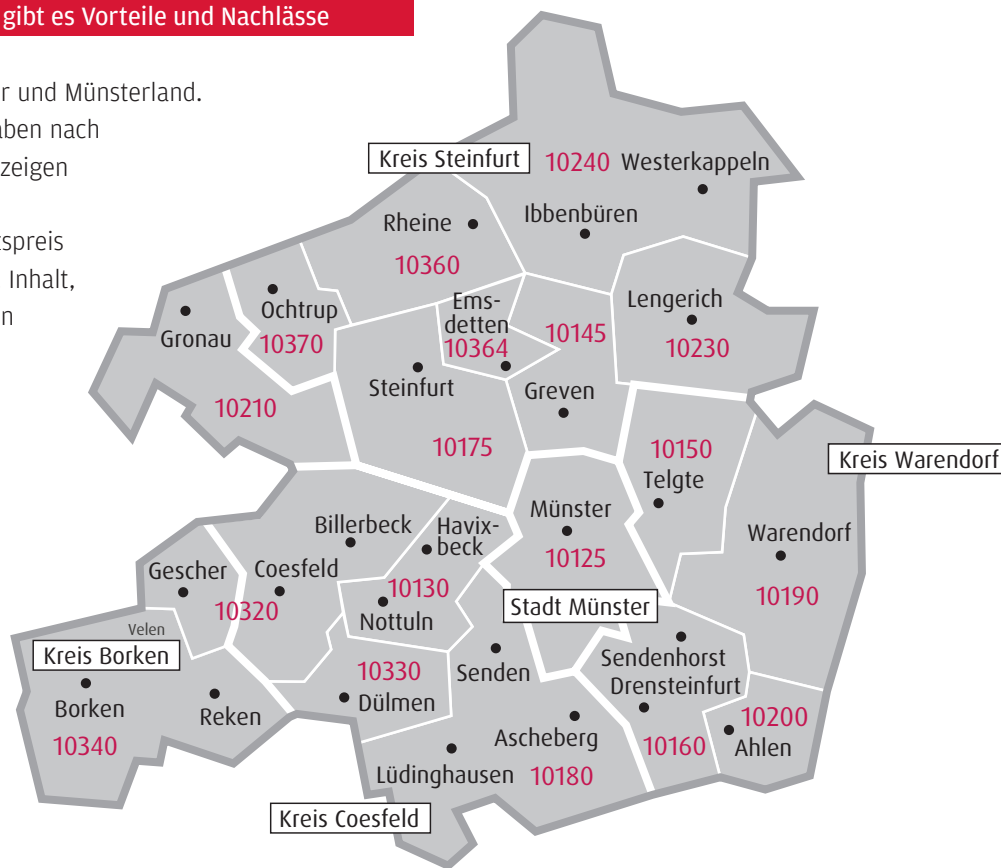 gibt es Vorteile und Nachlässe
r und Münsterland.
aben nach
zeigen
tspreis
Inhalt,
n
Kreis Steinfurt
10240
Westerkappeln
Rheine
Ibbenbüren
10360
Ems-
detten
10364
10145
Lengerich
10230
Ochtrup
10370
Gronau
Steinfurt
Greven
10210
10175
10150
Telgte
Kreis Warendorf
Billerbeck
Havix-
beck
Münster
10125
Warendorf
10190
Gescher
Coesfeld
10320
10130
Nottuln
Stadt Münster
Velen
Kreis Borken
10330
Dülmen
Senden
Sendenhorst
Drensteinfurt
Borken
10340
Reken
Ascheberg
10160
10200
Ahlen
Lüdinghausen
10180
Kreis Coesfeld